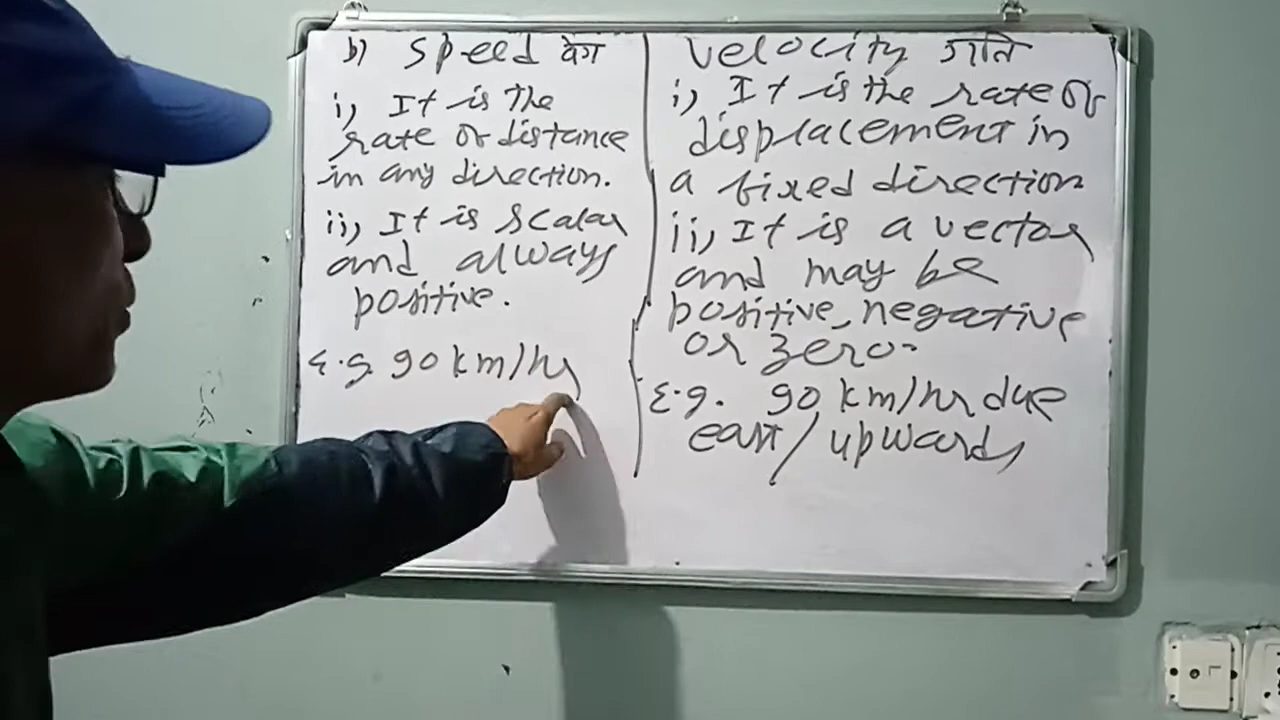 b) Speed वेग
i) It is the
rate of distance
in any direction.
ii) It is scalar
and always
positive.
E.g. 90 km/hr
Velocity गति
i) It is the rate of
displacement in
a fixed direction
ii) It is a vector
and may be
positive, negative
or zero.
E.g. 90 km/hr due
east/upwards